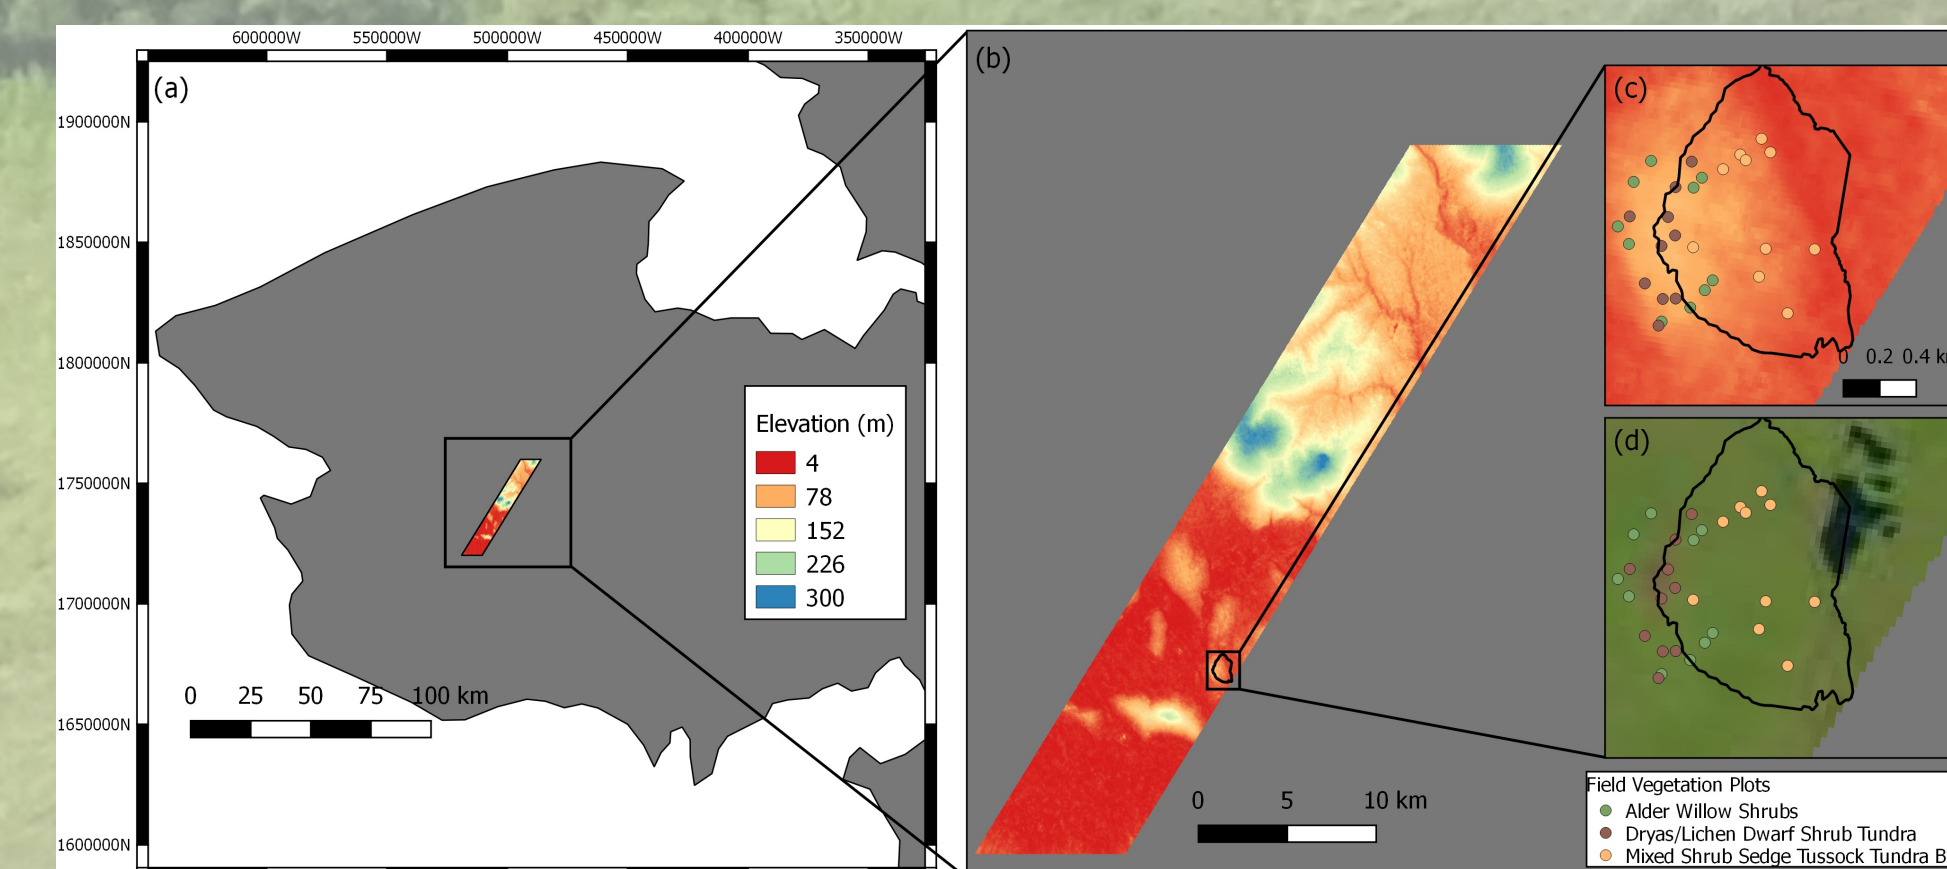 600000W 550000W 500000W 450000W 400000W 350000W
(a)
1900000N
1850000N
1800000N
1750000N
1700000N
1650000N
1600000N
Elevation (m)
4
78
152
226
300
0 25 50 75 100 km
(b)
0 5 10 km
(c)
0 0.2 0.4 k
(d)
Field Vegetation Plots
Alder Willow Shrubs
Dryas/Lichen Dwarf Shrub Tundra
Mixed Shrub Sedge Tussock Tundra B